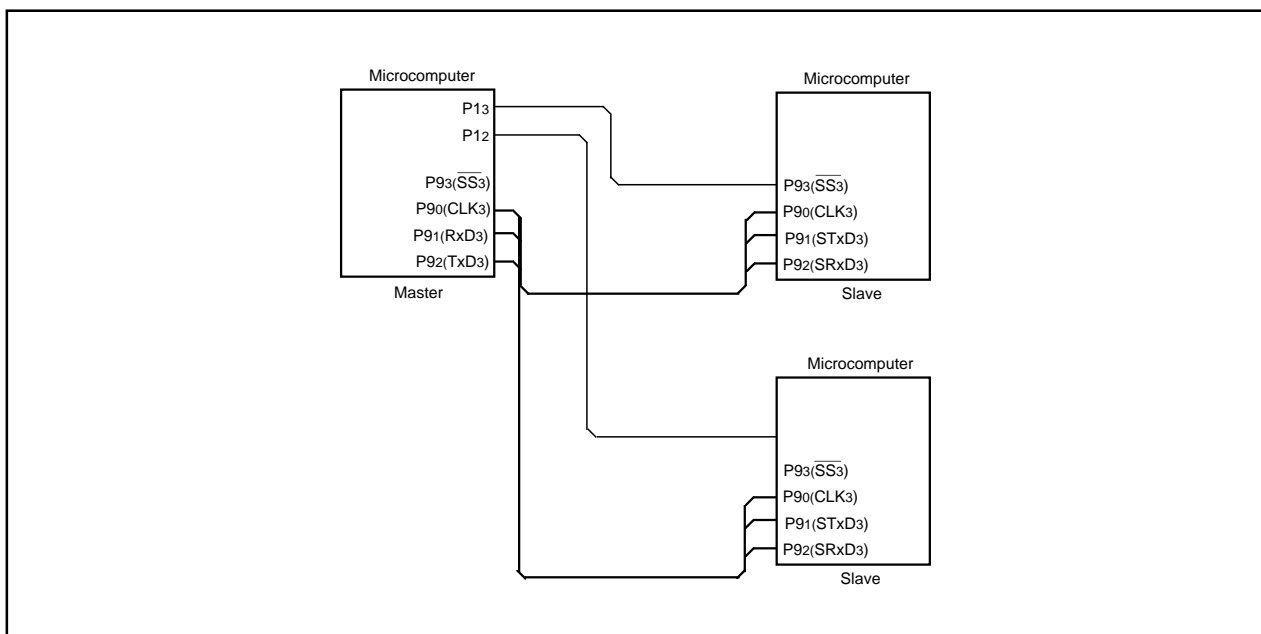 Microcomputer
P13
P12
P93(SS3)
P90(CLK3)
P91(RxD3)
P92(TxD3)
Master
Microcomputer
P93(SS3)
P90(CLK3)
P91(STxD3)
P92(SRxD3)
Slave
Microcomputer
P93(SS3)
P90(CLK3)
P91(STxD3)
P92(SRxD3)
Slave